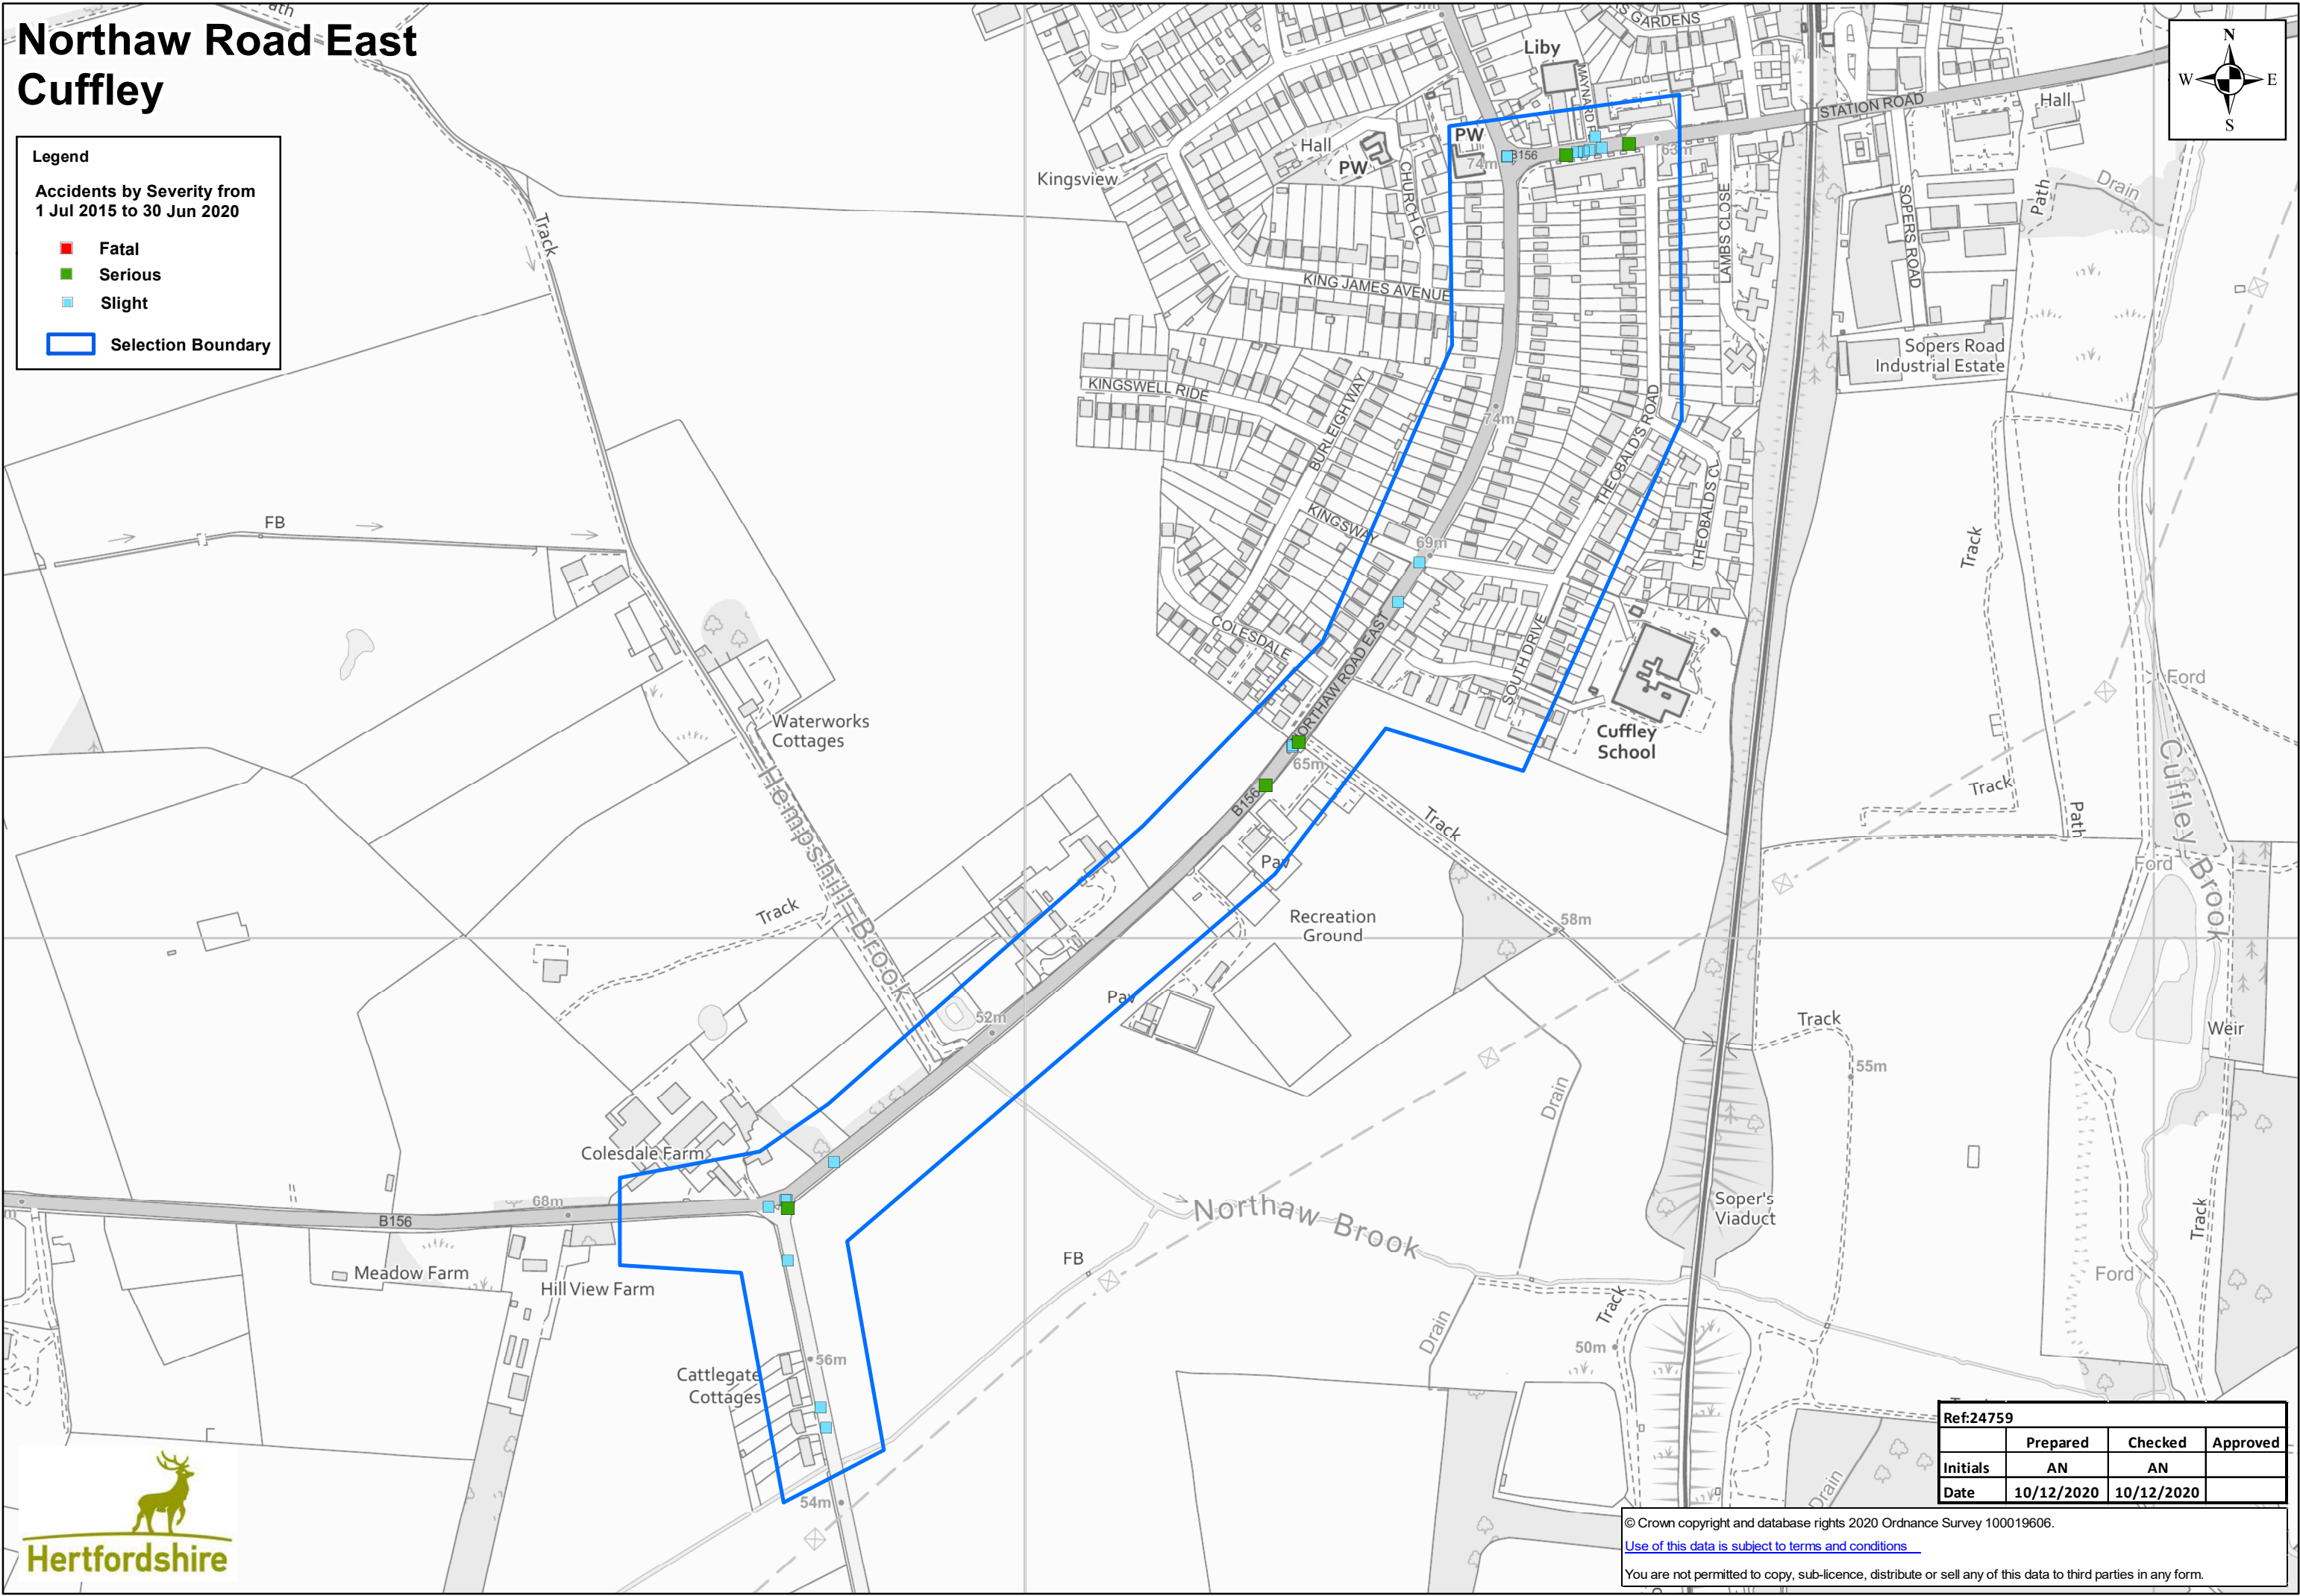 Northaw Road East
Cuffley
Legend
Accidents by Severity from
1 Jul 2015 to 30 Jun 2020
Fatal
Serious
Slight
Selection Boundary
N
W E
S
Path
Track
GARDENS
Liby
MAYNARD
STATION ROAD
Hall
Hall
PW
PW
74m
B156
63m
Kingsview
CHURCH CL
LAMBS CLOSE
SOPERS ROAD
Path
Drain
KING JAMES AVENUE
Sopers Road
Industrial Estate
KINGSWELL RIDE
BURLEIGH WAY
74m
THEOBALD'S ROAD
THEOBALDS CL
KINGSWAY
69m
FB
Track
COLESDALE
NORTHAW ROAD EAST
SOUTH DRIVE
Cuffley
School
Ford
Waterworks
Cottages
65m
B156
Hempshill Brook
Track
Track
Path
Cuffley Brook
Ford
Pav
Track
Recreation
Ground
58m
Pav
52m
Track
Weir
55m
Drain
Colesdale Farm
68m
B156
Northaw Brook
Soper's
Viaduct
Track
Meadow Farm
Hill View Farm
FB
Ford
Track
Drain
50m
56m
Cattlegate
Cottages
54m
Drain
Ref:24759
Prepared Checked Approved
Initials AN AN
Date 10/12/2020 10/12/2020
© Crown copyright and database rights 2020 Ordnance Survey 100019606.
Use of this data is subject to terms and conditions
You are not permitted to copy, sub-licence, distribute or sell any of this data to third parties in any form.
Hertfordshire